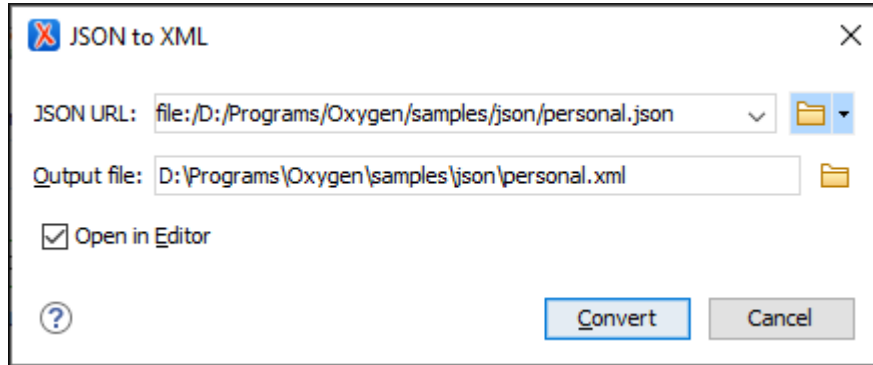 JSON to XML
JSON URL: file:/D:/Programs/Oxygen/samples/json/personal.json
Output file: D:\Programs\Oxygen\samples\json\personal.xml
Open in Editor
? Convert Cancel